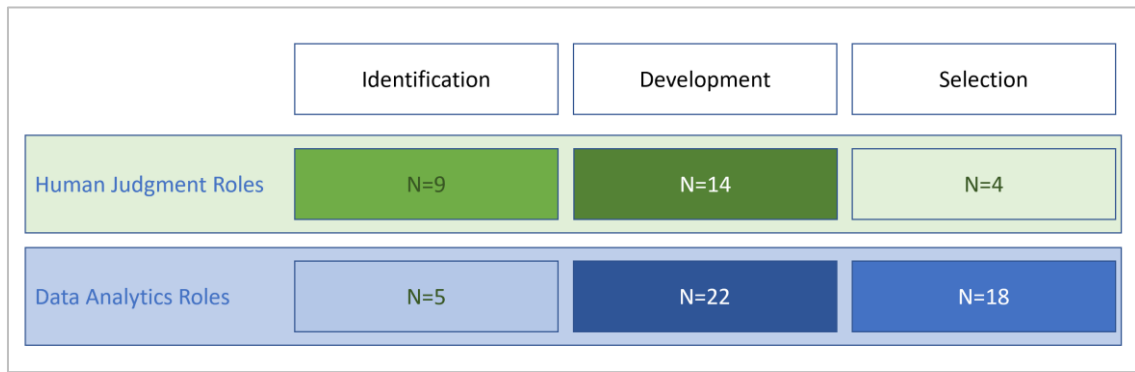 Identification
Development
Selection
Human Judgment Roles
N=9
N=14
N=4
Data Analytics Roles
N=5
N=22
N=18